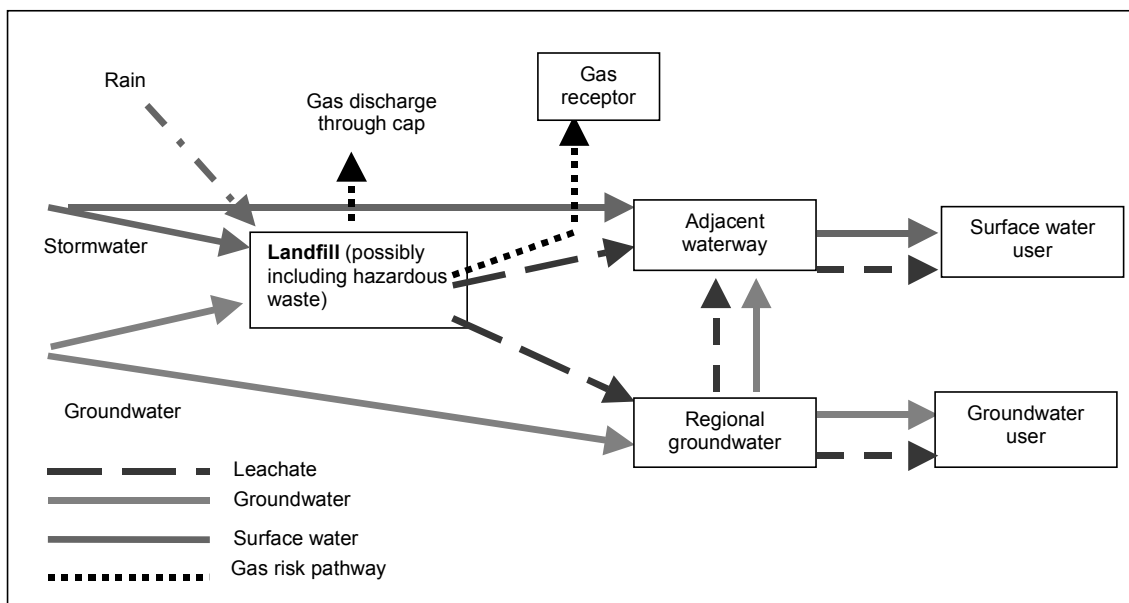 Rain
Gas discharge
through cap
Gas
receptor
Stormwater
Landfill (possibly
including hazardous
waste)
Adjacent
waterway
Surface water
user
Groundwater
Regional
groundwater
Groundwater
user
Leachate
Groundwater
Surface water
Gas risk pathway